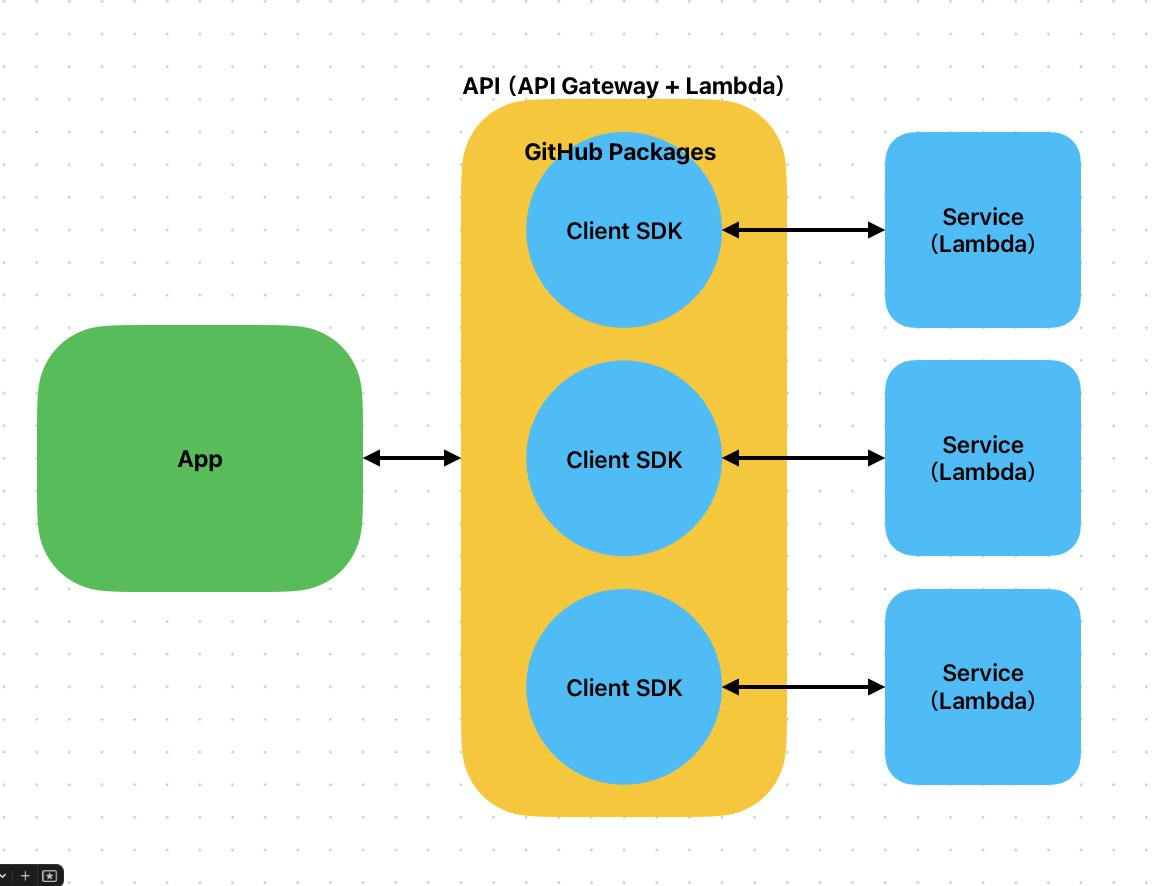 API（API Gateway + Lambda）
GitHub Packages
Client SDK
Service
（Lambda）
App
Client SDK
Service
（Lambda）
Client SDK
Service
（Lambda）